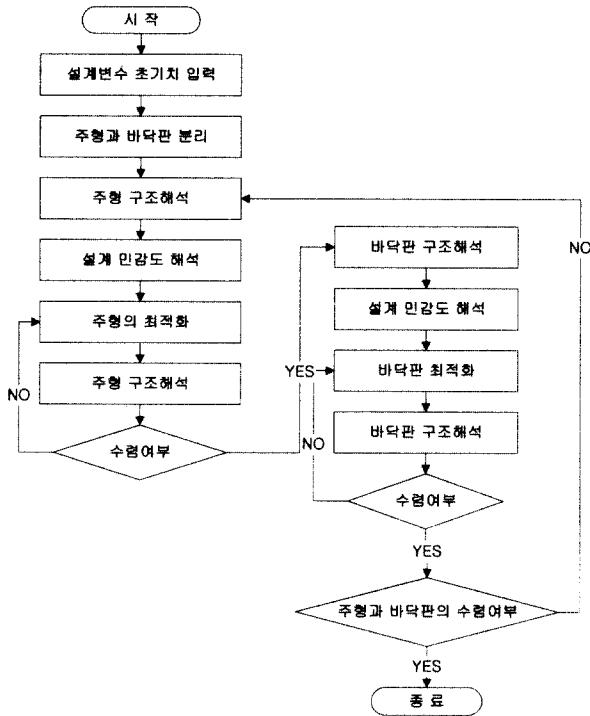 시 작
설계변수 초기치 입력
주형과 바닥판 분리
주형 구조해석
설계 민감도 해석
주형의 최적화
주형 구조해석
NO
수렴여부
YES
바닥판 구조해석
설계 민감도 해석
바닥판 최적화
바닥판 구조해석
NO
수렴여부
YES
주형과 바닥판의 수렴여부
NO
YES
종 료